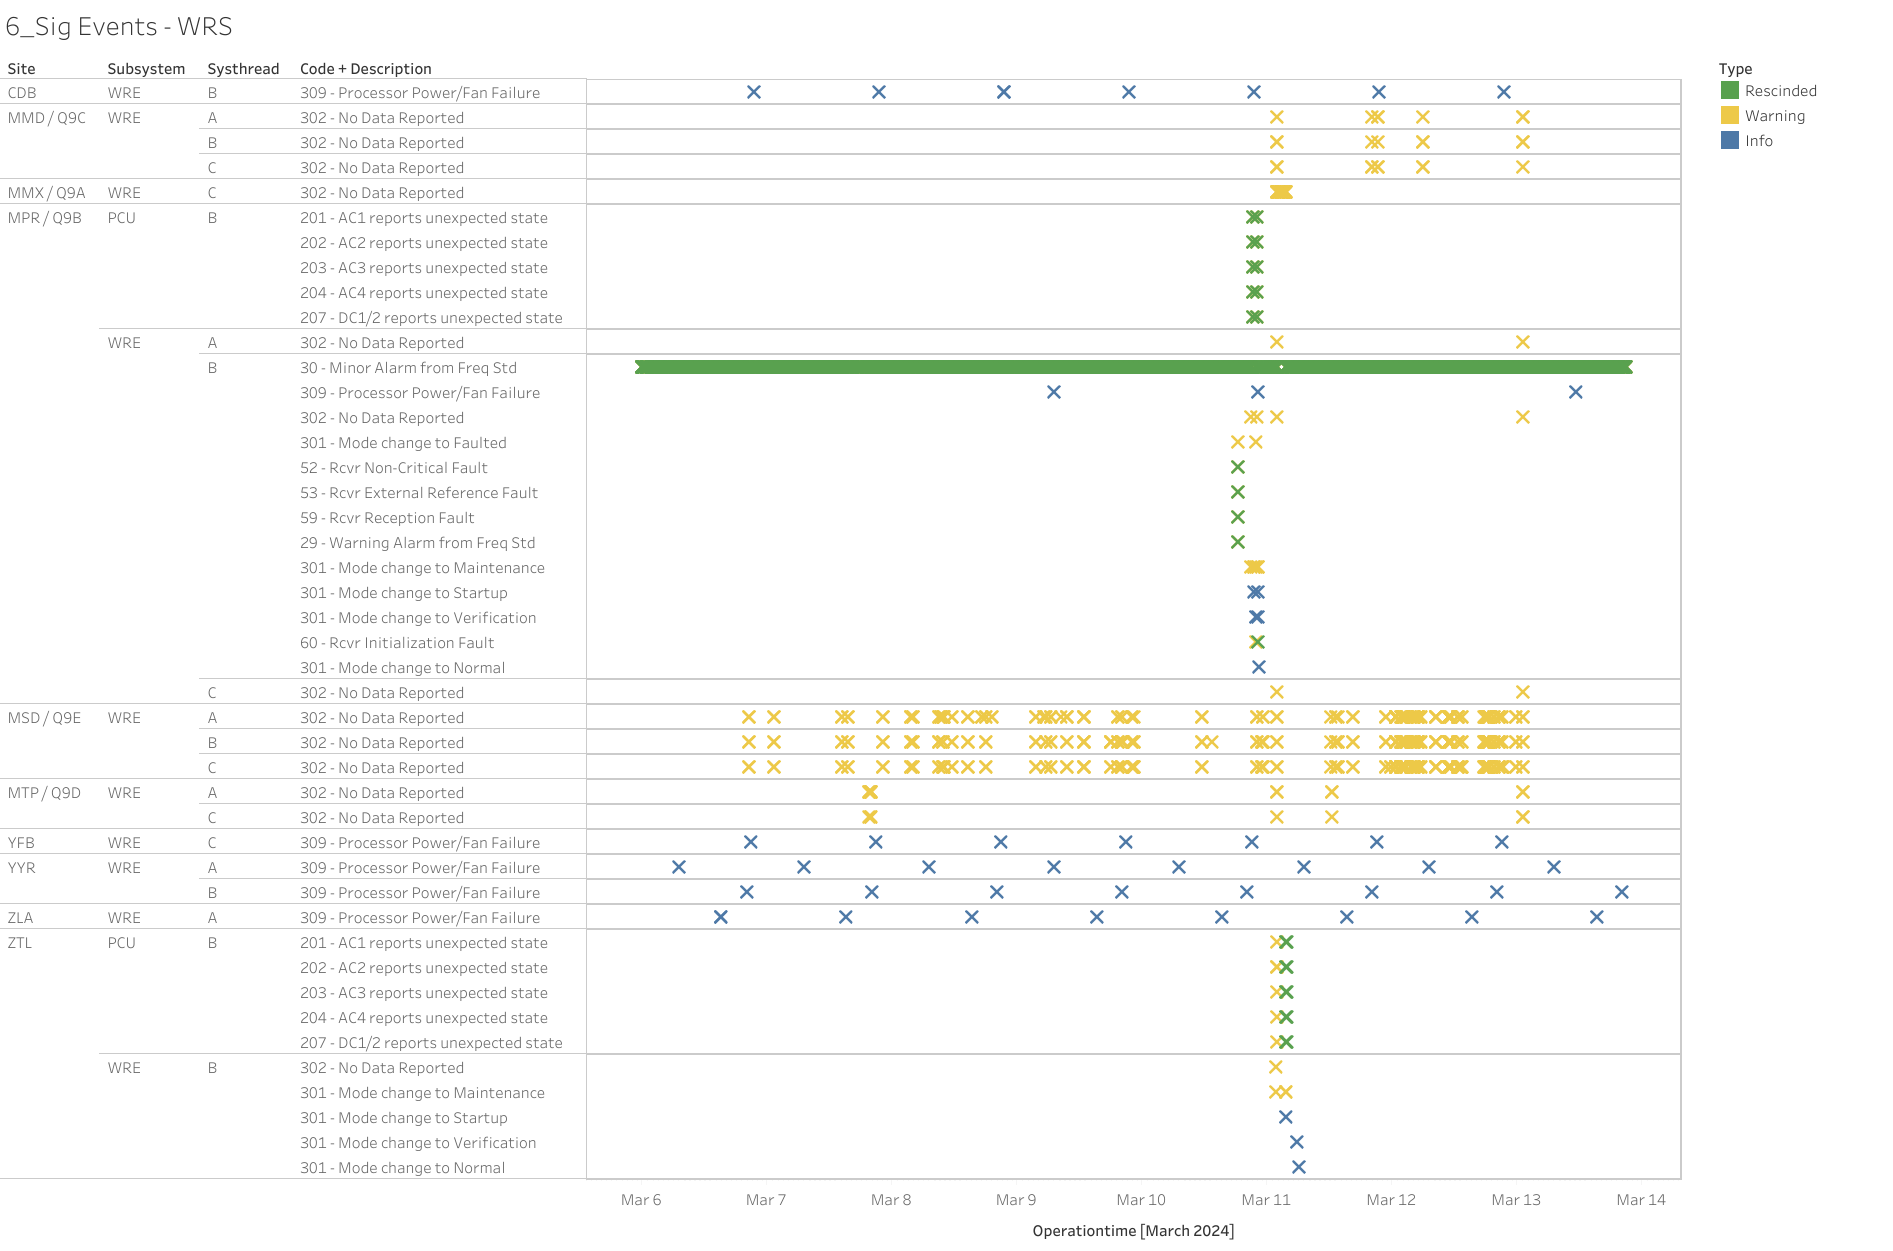 6_Sig Events - WRS
Site Subsystem Systhread Code + Description
Type
Rescinded
Warning
Info
CDB WRE B 309 - Processor Power/Fan Failure
MMD / Q9C WRE A 302 - No Data Reported
B 302 - No Data Reported
C 302 - No Data Reported
MMX / Q9A WRE C 302 - No Data Reported
MPR / Q9B PCU B 201 - AC1 reports unexpected state
202 - AC2 reports unexpected state
203 - AC3 reports unexpected state
204 - AC4 reports unexpected state
207 - DC1/2 reports unexpected state
WRE A 302 - No Data Reported
B 30 - Minor Alarm from Freq Std
309 - Processor Power/Fan Failure
302 - No Data Reported
301 - Mode change to Faulted
52 - Rcvr Non-Critical Fault
53 - Rcvr External Reference Fault
59 - Rcvr Reception Fault
29 - Warning Alarm from Freq Std
301 - Mode change to Maintenance
301 - Mode change to Startup
301 - Mode change to Verification
60 - Rcvr Initialization Fault
301 - Mode change to Normal
C 302 - No Data Reported
MSD / Q9E WRE A 302 - No Data Reported
B 302 - No Data Reported
C 302 - No Data Reported
MTP / Q9D WRE A 302 - No Data Reported
C 302 - No Data Reported
YFB WRE C 309 - Processor Power/Fan Failure
YYR WRE A 309 - Processor Power/Fan Failure
B 309 - Processor Power/Fan Failure
ZLA WRE A 309 - Processor Power/Fan Failure
ZTL PCU B 201 - AC1 reports unexpected state
202 - AC2 reports unexpected state
203 - AC3 reports unexpected state
204 - AC4 reports unexpected state
207 - DC1/2 reports unexpected state
WRE B 302 - No Data Reported
301 - Mode change to Maintenance
301 - Mode change to Startup
301 - Mode change to Verification
301 - Mode change to Normal
Mar 6 Mar 7 Mar 8 Mar 9 Mar 10 Mar 11 Mar 12 Mar 13 Mar 14
Operationtime [March 2024]